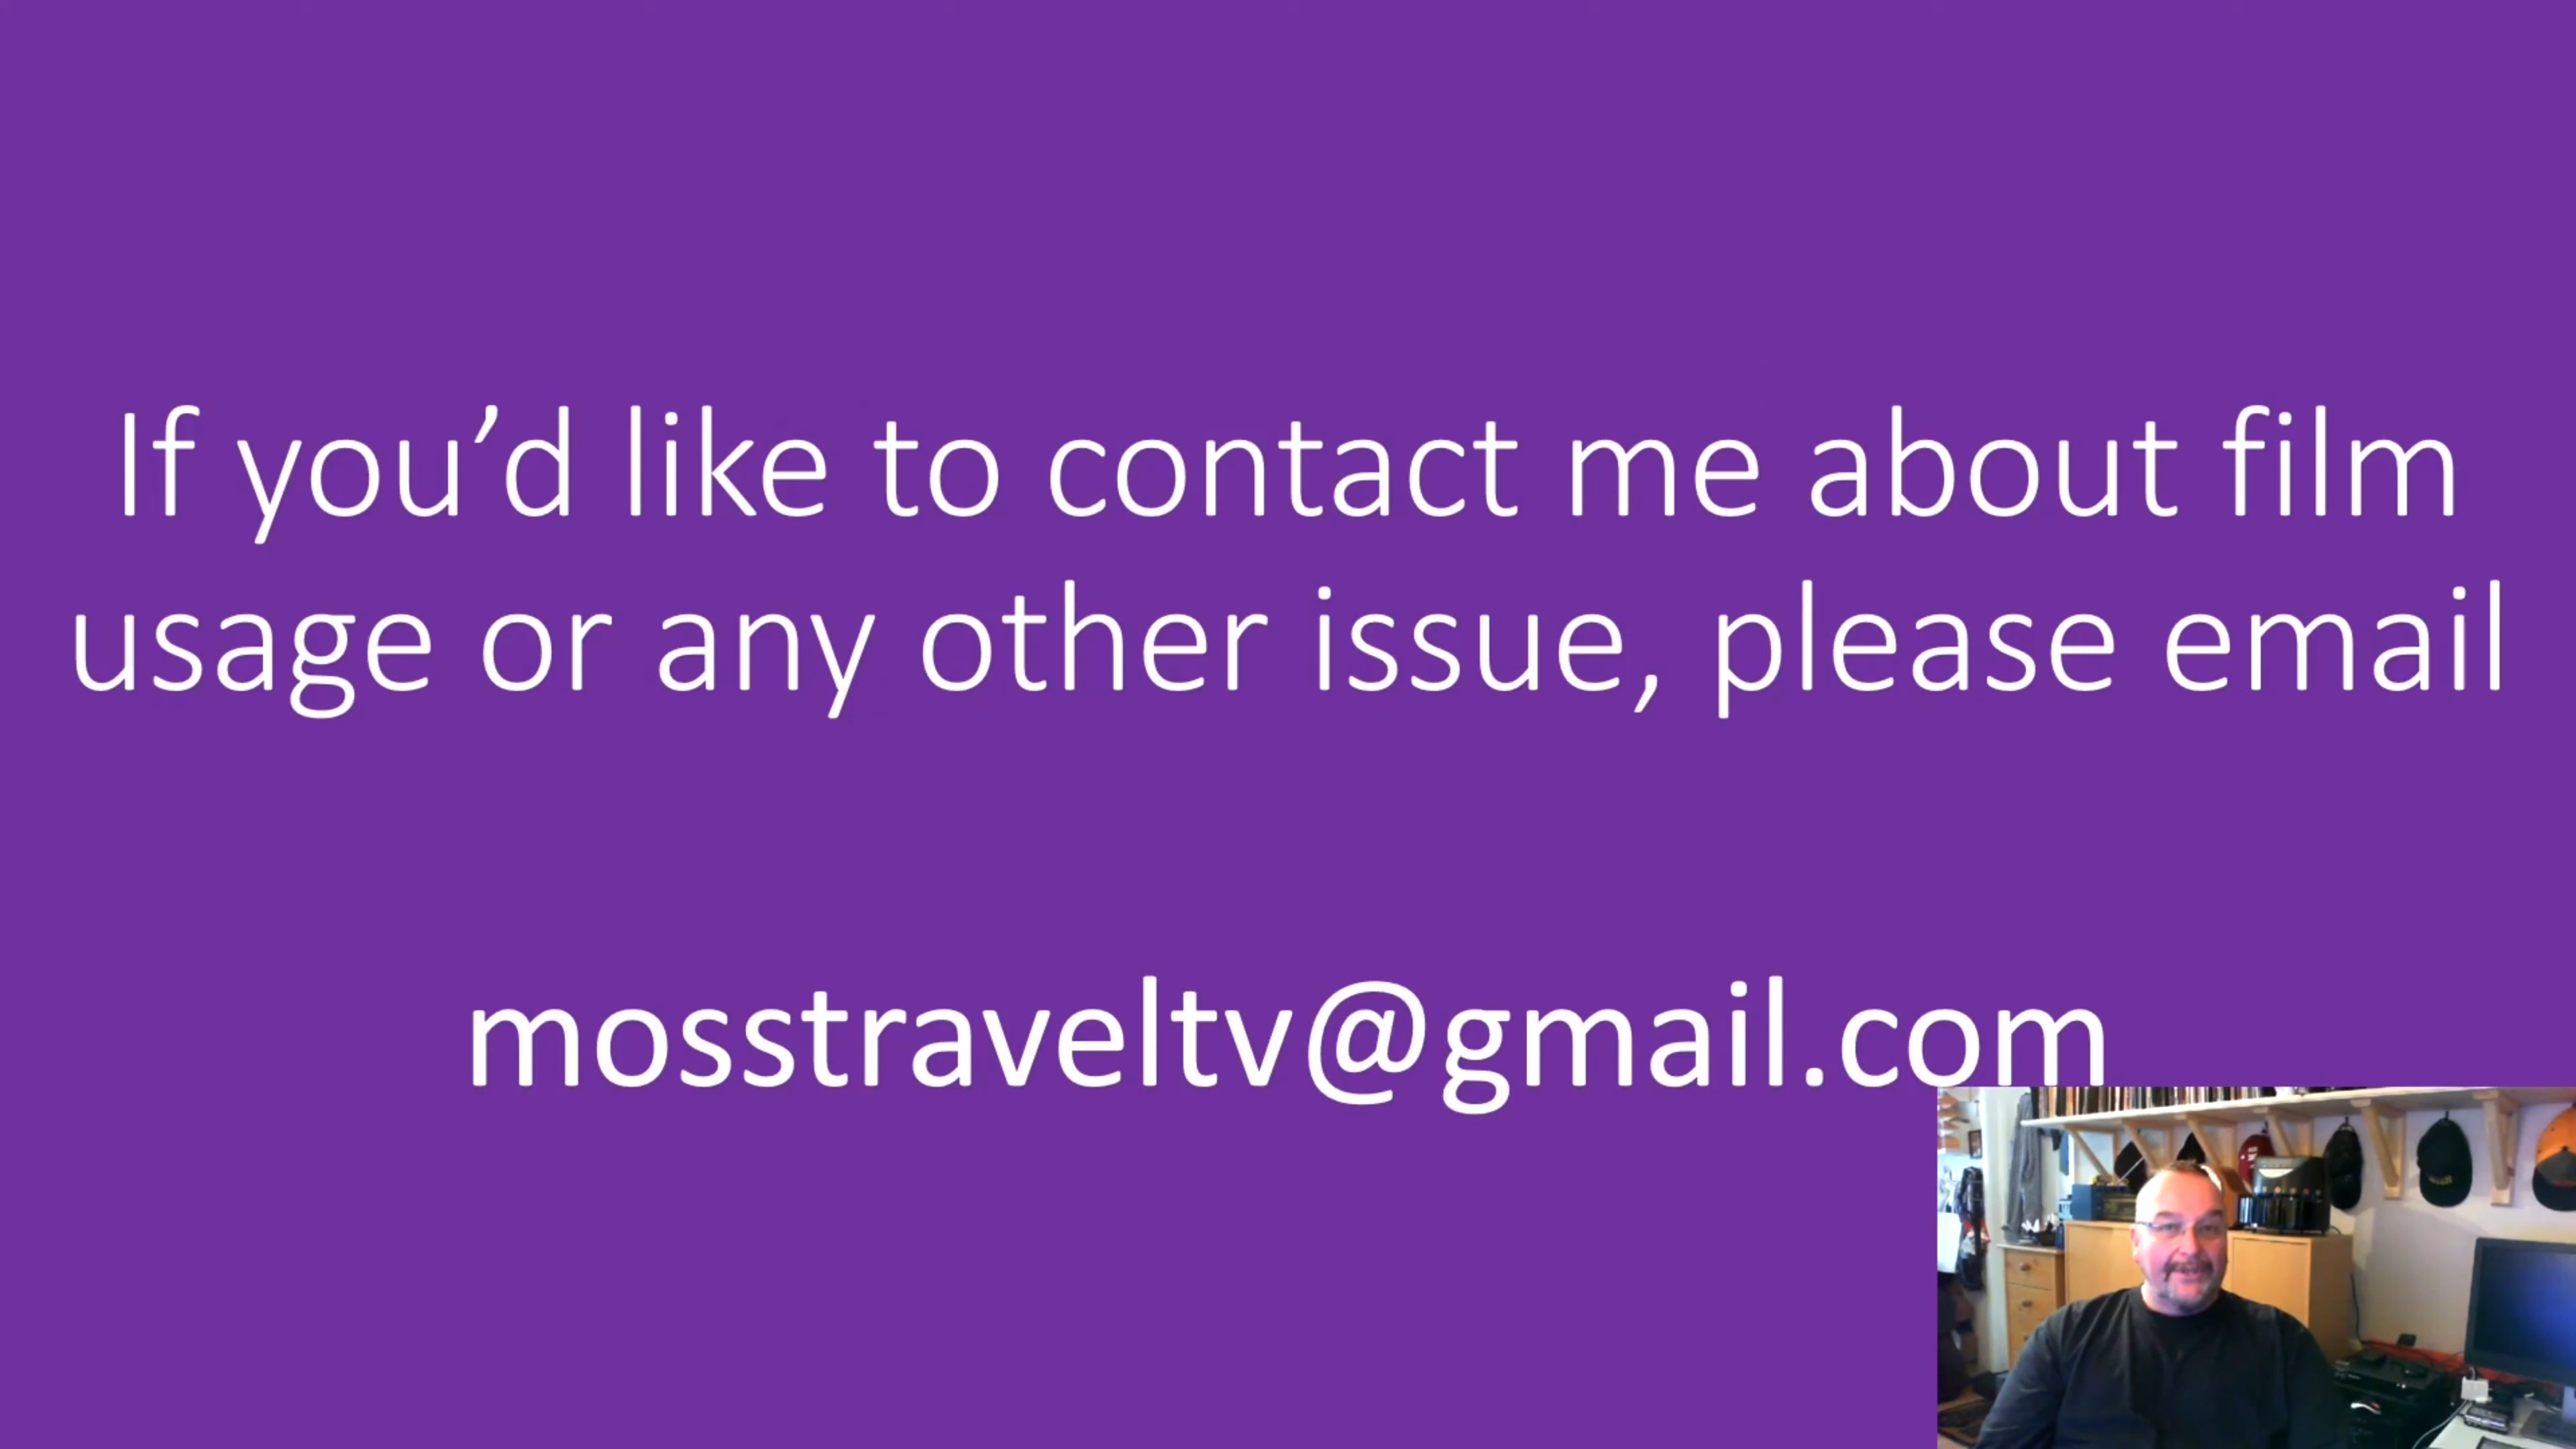 If you’d like to contact me about film
usage or any other issue, please email
mosstraveltv@gmail.com